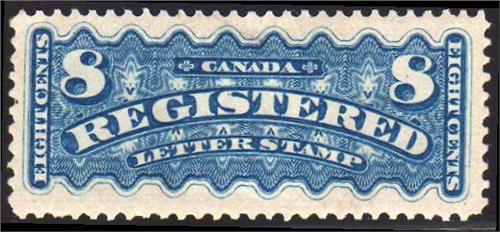 CANADA
8 8
REGISTERED
LETTER STAMP
EIGHT CENTS
EIGHT CENTS